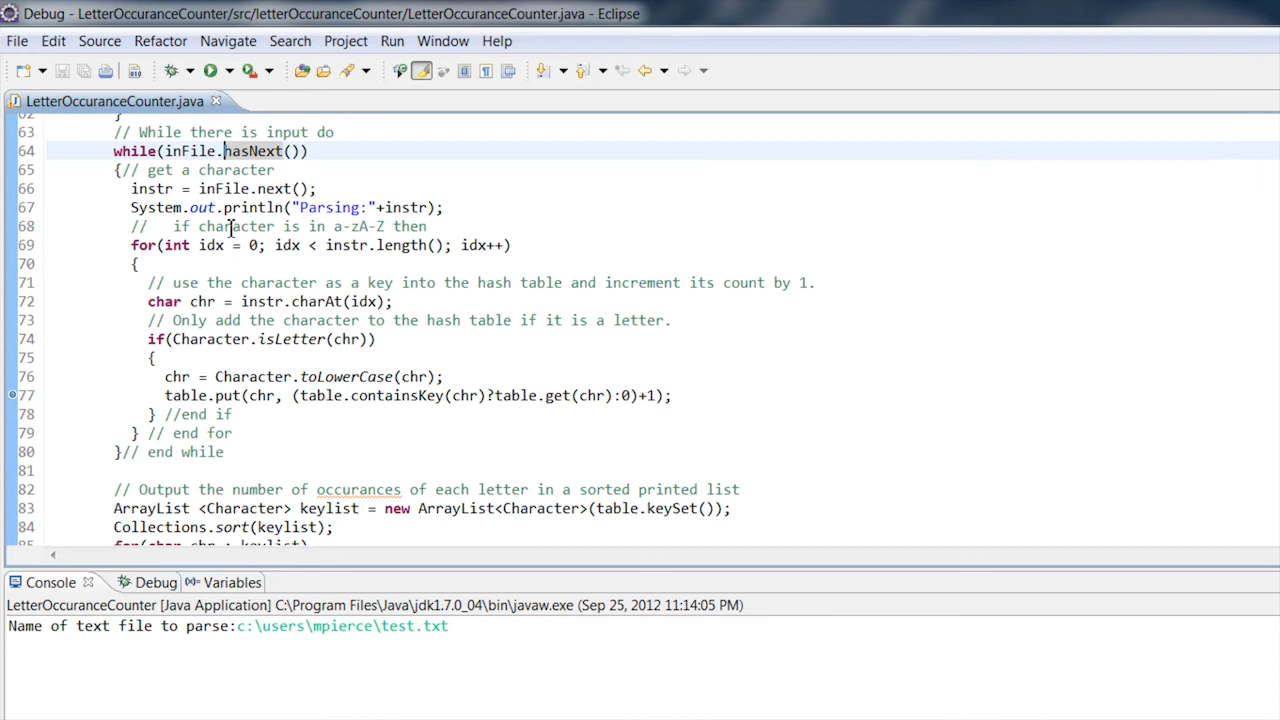 Debug - LetterOccuranceCounter/src/letterOccuranceCounter/LetterOccuranceCounter.java - Eclipse
File Edit Source Refactor Navigate Search Project Run Window Help
LetterOccuranceCounter.java
62 }
63 // While there is input do
64 while(inFile.hasNext())
65 {// get a character
66 instr = inFile.next();
67 System.out.println("Parsing:"+instr);
68 // if character is in a-zA-Z then
69 for(int idx = 0; idx < instr.length(); idx++)
70 {
71 // use the character as a key into the hash table and increment its count by 1.
72 char chr = instr.charAt(idx);
73 // Only add the character to the hash table if it is a letter.
74 if(Character.isLetter(chr))
75 {
76 chr = Character.toLowerCase(chr);
77 table.put(chr, (table.containsKey(chr)?table.get(chr):0)+1);
78 } //end if
79 } // end for
80 }// end while
81
82 // Output the number of occurances of each letter in a sorted printed list
83 ArrayList <Character> keylist = new ArrayList<Character>(table.keySet());
84 Collections.sort(keylist);
85 for(char chr : keylist)
Console Debug Variables
LetterOccuranceCounter [Java Application] C:\Program Files\Java\jdk1.7.0_04\bin\javaw.exe (Sep 25, 2012 11:14:05 PM)
Name of text file to parse:c:\users\mpierce\test.txt